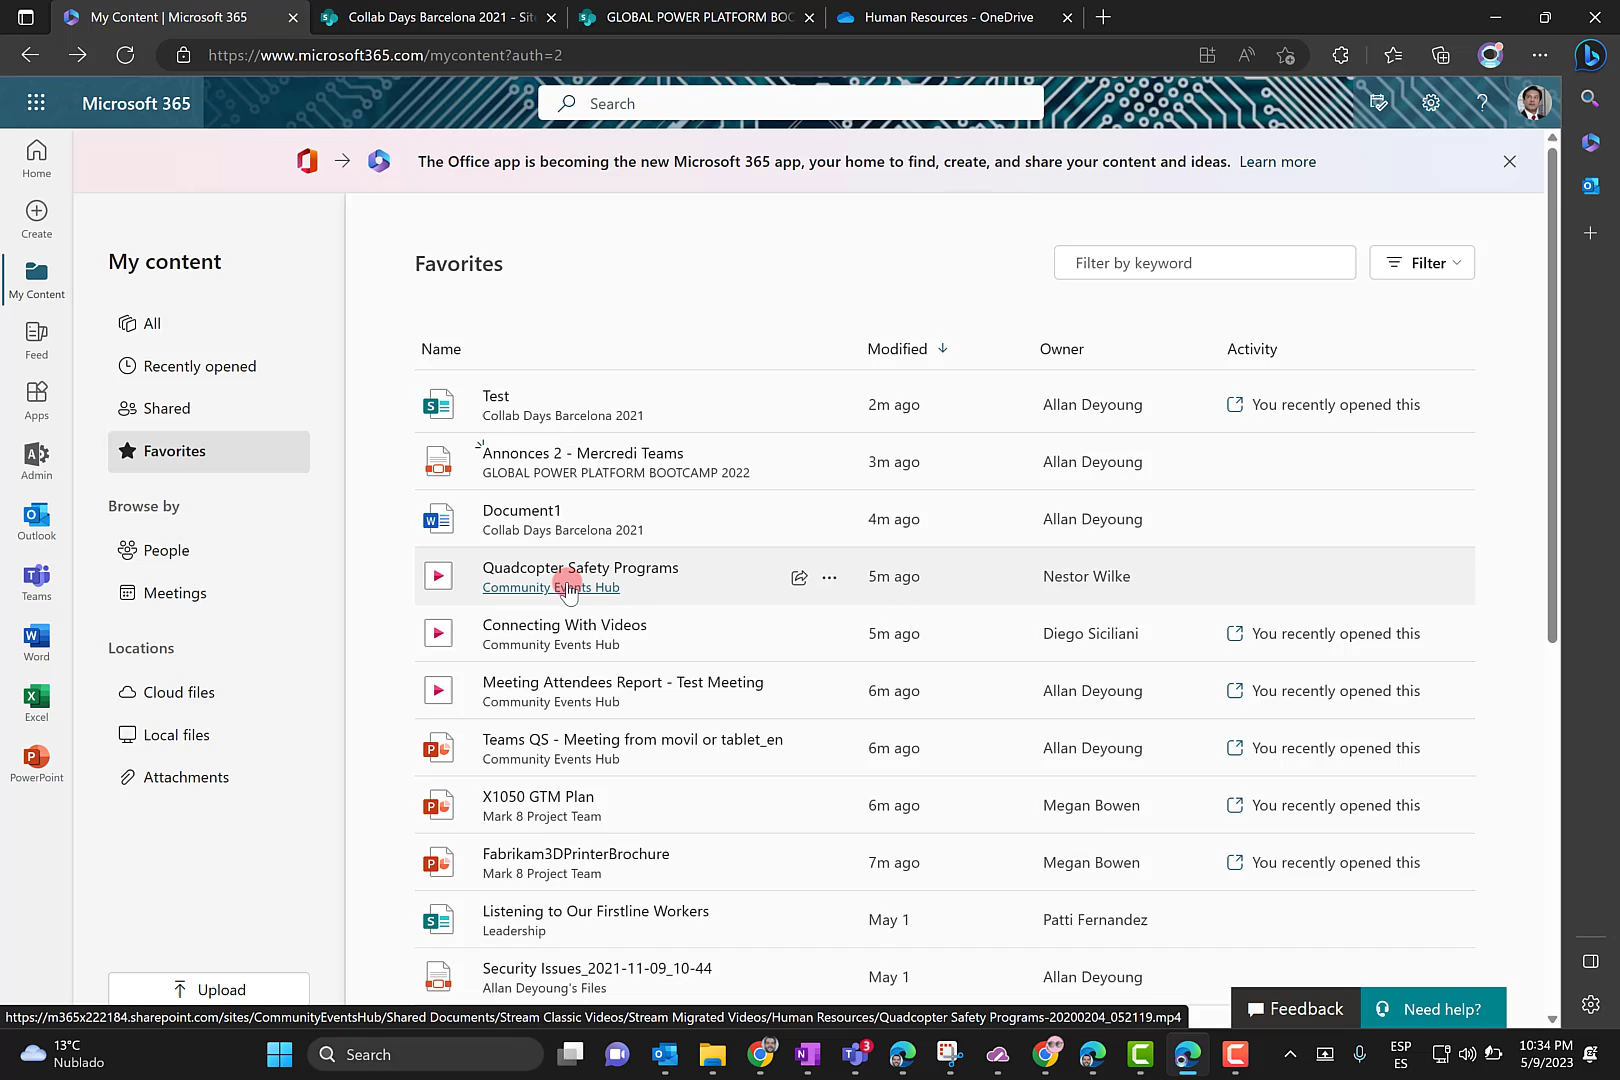 My Content | Microsoft 365
Collab Days Barcelona 2021 - Sit
GLOBAL POWER PLATFORM BOC
Human Resources - OneDrive
https://www.microsoft365.com/mycontent?auth=2
Microsoft 365
Search
The Office app is becoming the new Microsoft 365 app, your home to find, create, and share your content and ideas. Learn more
Home
Create
My Content
Feed
Apps
Admin
Outlook
Teams
Word
Excel
PowerPoint
My content
All
Recently opened
Shared
Favorites
Browse by
People
Meetings
Locations
Cloud files
Local files
Attachments
Upload
Favorites
Filter by keyword
Filter
Name Modified Owner Activity
Test
Collab Days Barcelona 2021
2m ago Allan Deyoung You recently opened this
Annonces 2 - Mercredi Teams
GLOBAL POWER PLATFORM BOOTCAMP 2022
3m ago Allan Deyoung
Document1
Collab Days Barcelona 2021
4m ago Allan Deyoung
Quadcopter Safety Programs
Community Events Hub
5m ago Nestor Wilke
Connecting With Videos
Community Events Hub
5m ago Diego Siciliani You recently opened this
Meeting Attendees Report - Test Meeting
Community Events Hub
6m ago Allan Deyoung You recently opened this
Teams QS - Meeting from movil or tablet_en
Community Events Hub
6m ago Allan Deyoung You recently opened this
X1050 GTM Plan
Mark 8 Project Team
6m ago Megan Bowen You recently opened this
Fabrikam3DPrinterBrochure
Mark 8 Project Team
7m ago Megan Bowen You recently opened this
Listening to Our Firstline Workers
Leadership
May 1 Patti Fernandez
Security Issues_2021-11-09_10-44
Allan Deyoung's Files
May 1 Allan Deyoung
Feedback
Need help?
https://m365x222184.sharepoint.com/sites/CommunityEventsHub/Shared Documents/Stream Classic Videos/Stream Migrated Videos/Human Resources/Quadcopter Safety Programs-20200204_052119.mp4
13°C
Nublado
Search
3
ESP
ES
10:34 PM
5/9/2023